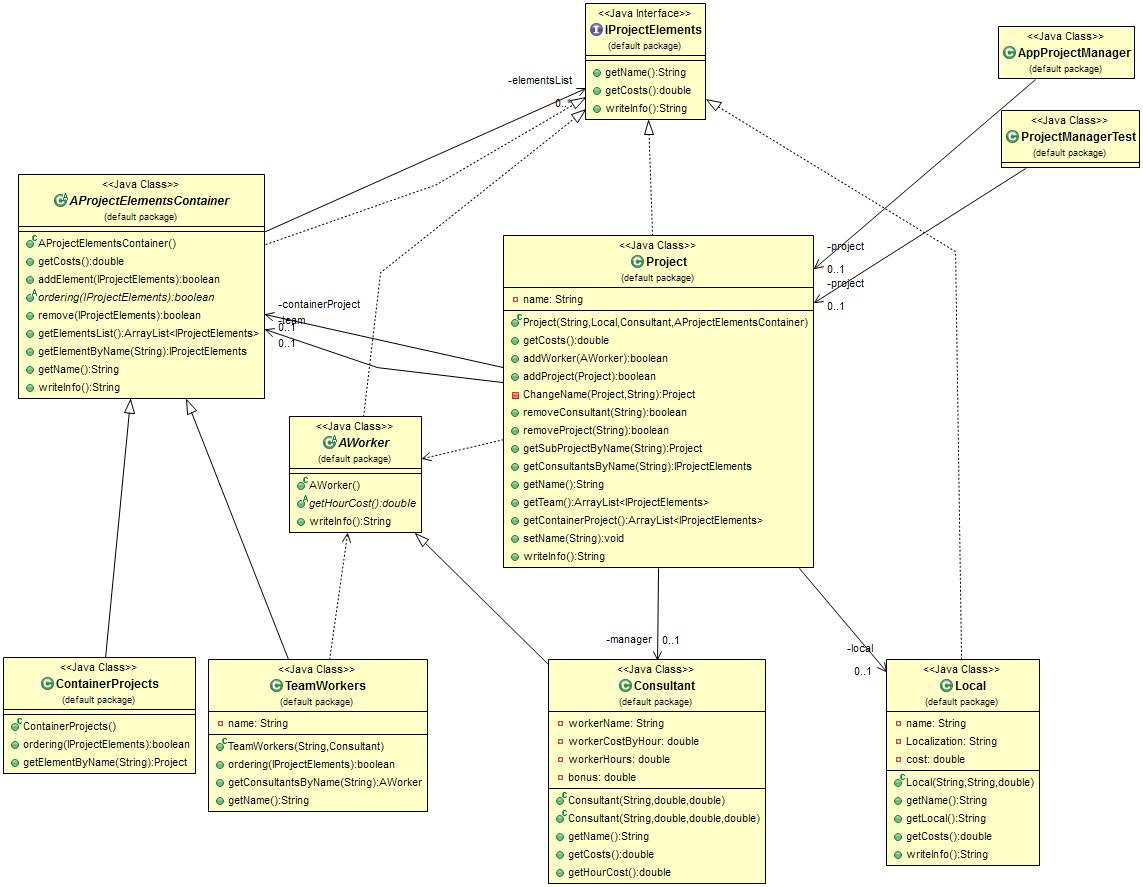 <<Java Interface>>
IProjectElements
(default package)
getName():String
getCosts():double
writeInfo():String
<<Java Class>>
AppProjectManager
(default package)
<<Java Class>>
ProjectManagerTest
(default package)
-elementsList
0..*
<<Java Class>>
AProjectElementsContainer
(default package)
AProjectElementsContainer()
getCosts():double
addElement(IProjectElements):boolean
ordering(IProjectElements):boolean
remove(IProjectElements):boolean
getElementsList():ArrayList<IProjectElements>
getElementByName(String):IProjectElements
getName():String
writeInfo():String
-containerProject
0..1
-team
0..1
<<Java Class>>
Project
(default package)
name: String
Project(String,Local,Consultant,AProjectElementsContainer)
getCosts():double
addWorker(AWorker):boolean
addProject(Project):boolean
ChangeName(Project,String):Project
removeConsultant(String):boolean
removeProject(String):boolean
getSubProjectByName(String):Project
getConsultantsByName(String):IProjectElements
getName():String
getTeam():ArrayList<IProjectElements>
getContainerProject():ArrayList<IProjectElements>
setName(String):void
writeInfo():String
-project
0..1
-project
0..1
<<Java Class>>
AWorker
(default package)
AWorker()
getHourCost():double
writeInfo():String
-manager
0..1
-local
0..1
<<Java Class>>
ContainerProjects
(default package)
ContainerProjects()
ordering(IProjectElements):boolean
getElementByName(String):Project
<<Java Class>>
TeamWorkers
(default package)
name: String
TeamWorkers(String,Consultant)
ordering(IProjectElements):boolean
getConsultantsByName(String):AWorker
getName():String
<<Java Class>>
Consultant
(default package)
workerName: String
workerCostByHour: double
workerHours: double
bonus: double
Consultant(String,double,double)
Consultant(String,double,double,double)
getName():String
getCosts():double
getHourCost():double
<<Java Class>>
Local
(default package)
name: String
Localization: String
cost: double
Local(String,String,double)
getName():String
getLocal():String
getCosts():double
writeInfo():String